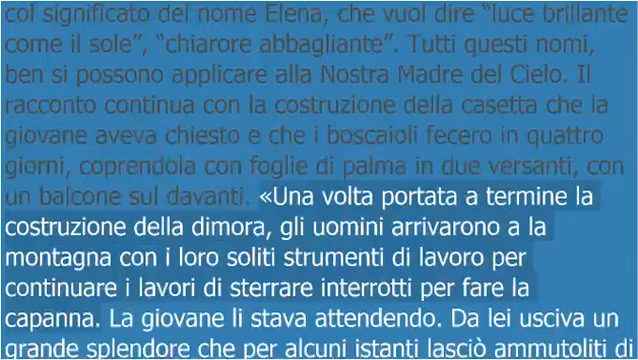 col significato del nome Elena, che vuol dire “luce brillante
come il sole”, “chiarore abbagliante”. Tutti questi nomi,
ben si possono applicare alla Nostra Madre del Cielo. Il
racconto continua con la costruzione della casetta che la
giovane aveva chiesto e che i boscaioli fecero in quattro
giorni, coprendola con foglie di palma in due versanti, con
un balcone sul davanti. «Una volta portata a termine la
costruzione della dimora, gli uomini arrivarono a la
montagna con i loro soliti strumenti di lavoro per
continuare i lavori di sterrare interrotti per fare la
capanna. La giovane li stava attendendo. Da lei usciva un
grande splendore che per alcuni istanti lasciò ammutoliti di